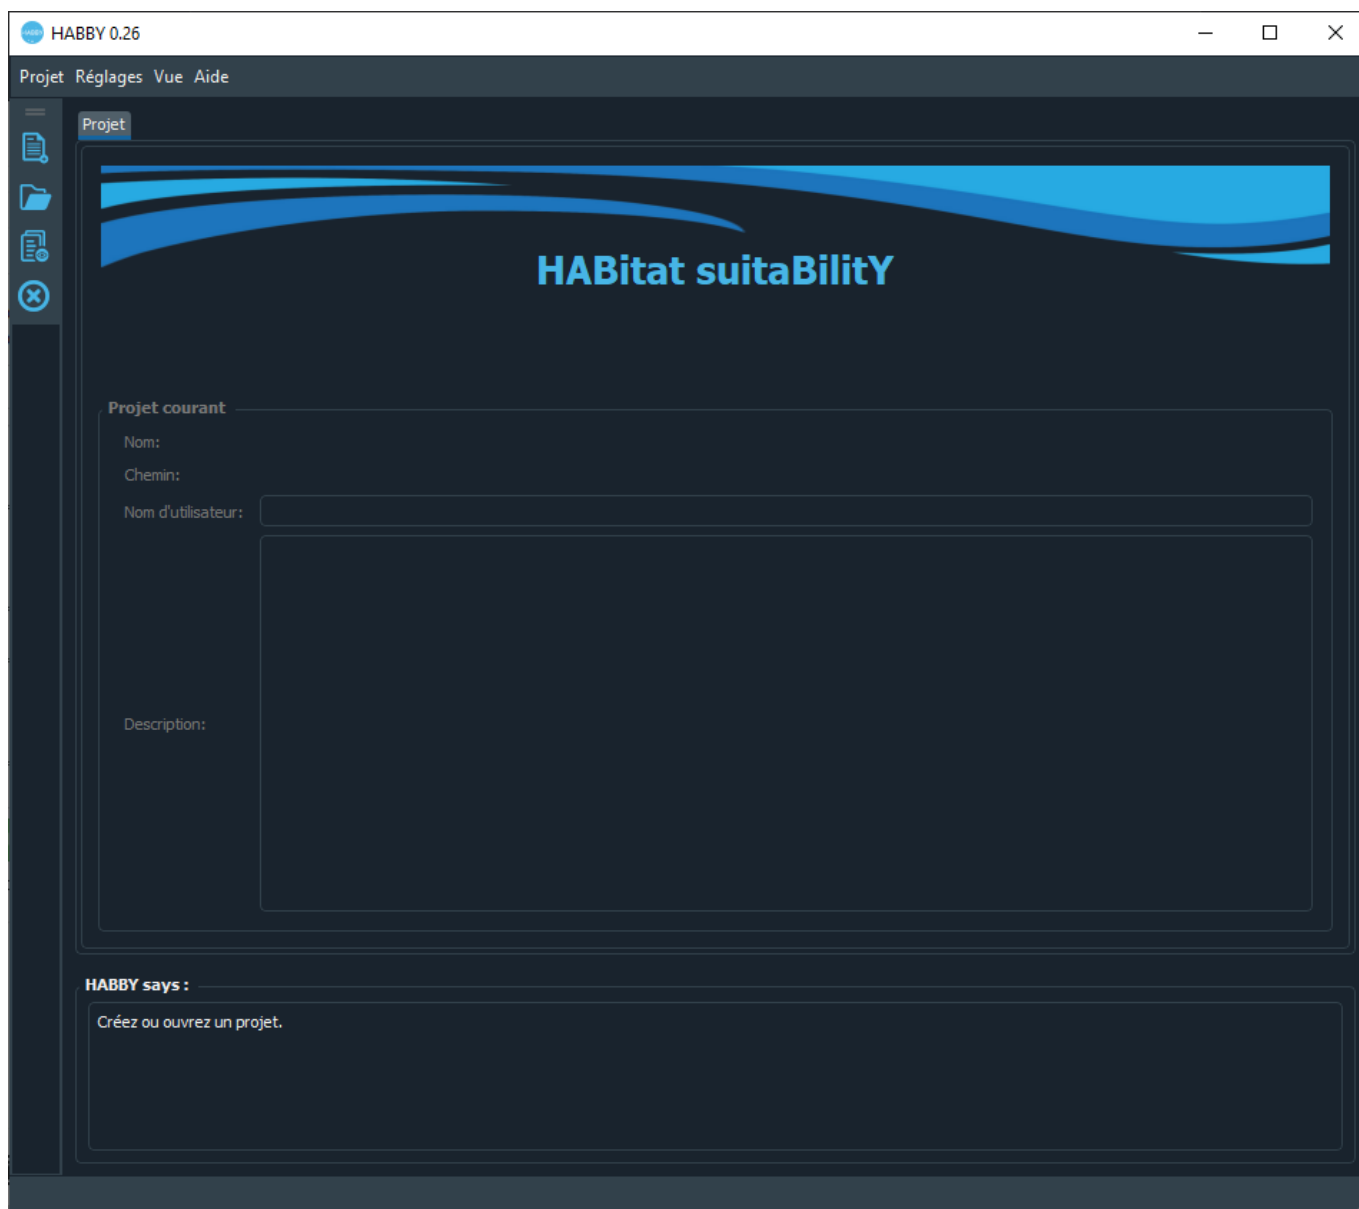 HABBY 0.26
Projet Réglages Vue Aide
Projet
HABitat suitaBilitY
Projet courant
Nom:
Chemin:
Nom d'utilisateur:
Description:
HABBY says :
Créez ou ouvrez un projet.